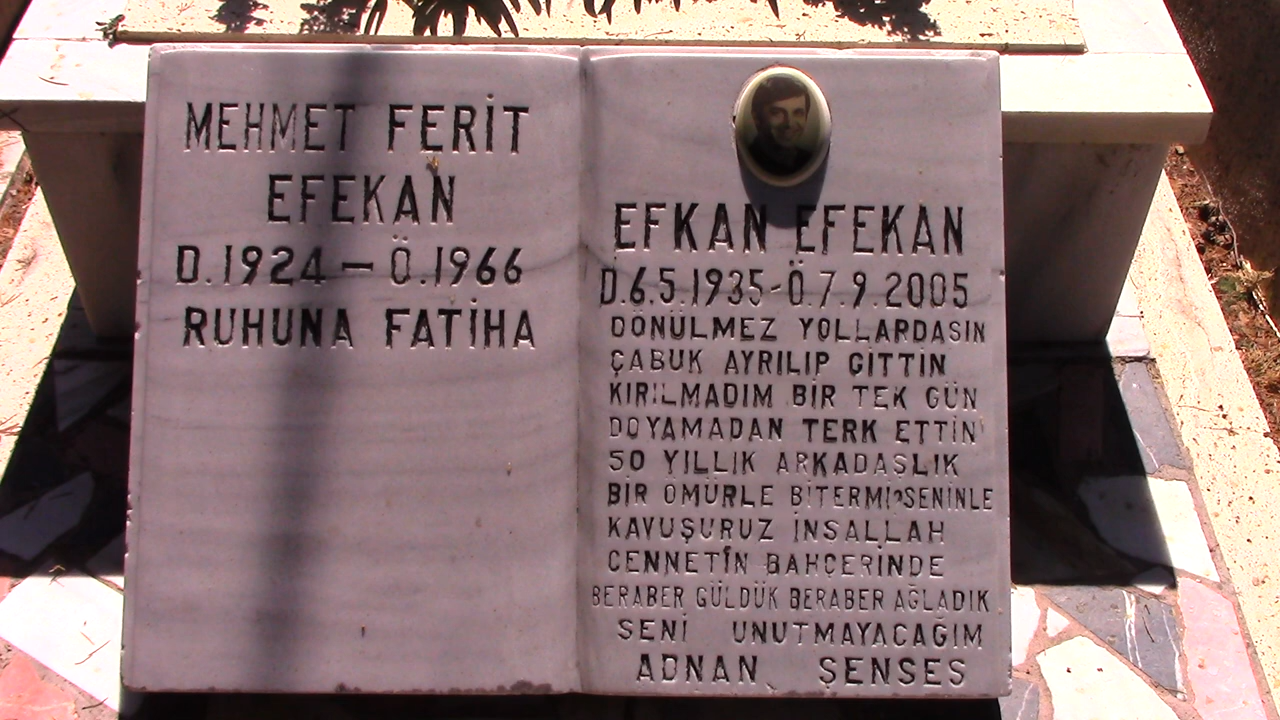 MEHMET FERİT
EFEKAN
D.1924 – Ö.1966
RUHUNA FATİHA
EFKAN EFEKAN
D.6.5.1935-Ö.7.9.2005
DÖNÜLMEZ YOLLARDASIN
ÇABUK AYRILIP GİTTİN
KIRILMADIM BİR TEK GÜN
DOYAMADAN TERK ETTİN
50 YILLIK ARKADAŞLIK
BİR ÖMÜRLE BİTERMİ?SENİNLE
KAVUŞURUZ İNSALLAH
CENNETİN BAHÇERİNDE
BERABER GÜLDÜK BERABER AĞLADIK
SENİ UNUTMAYACAĞIM
ADNAN ŞENSES